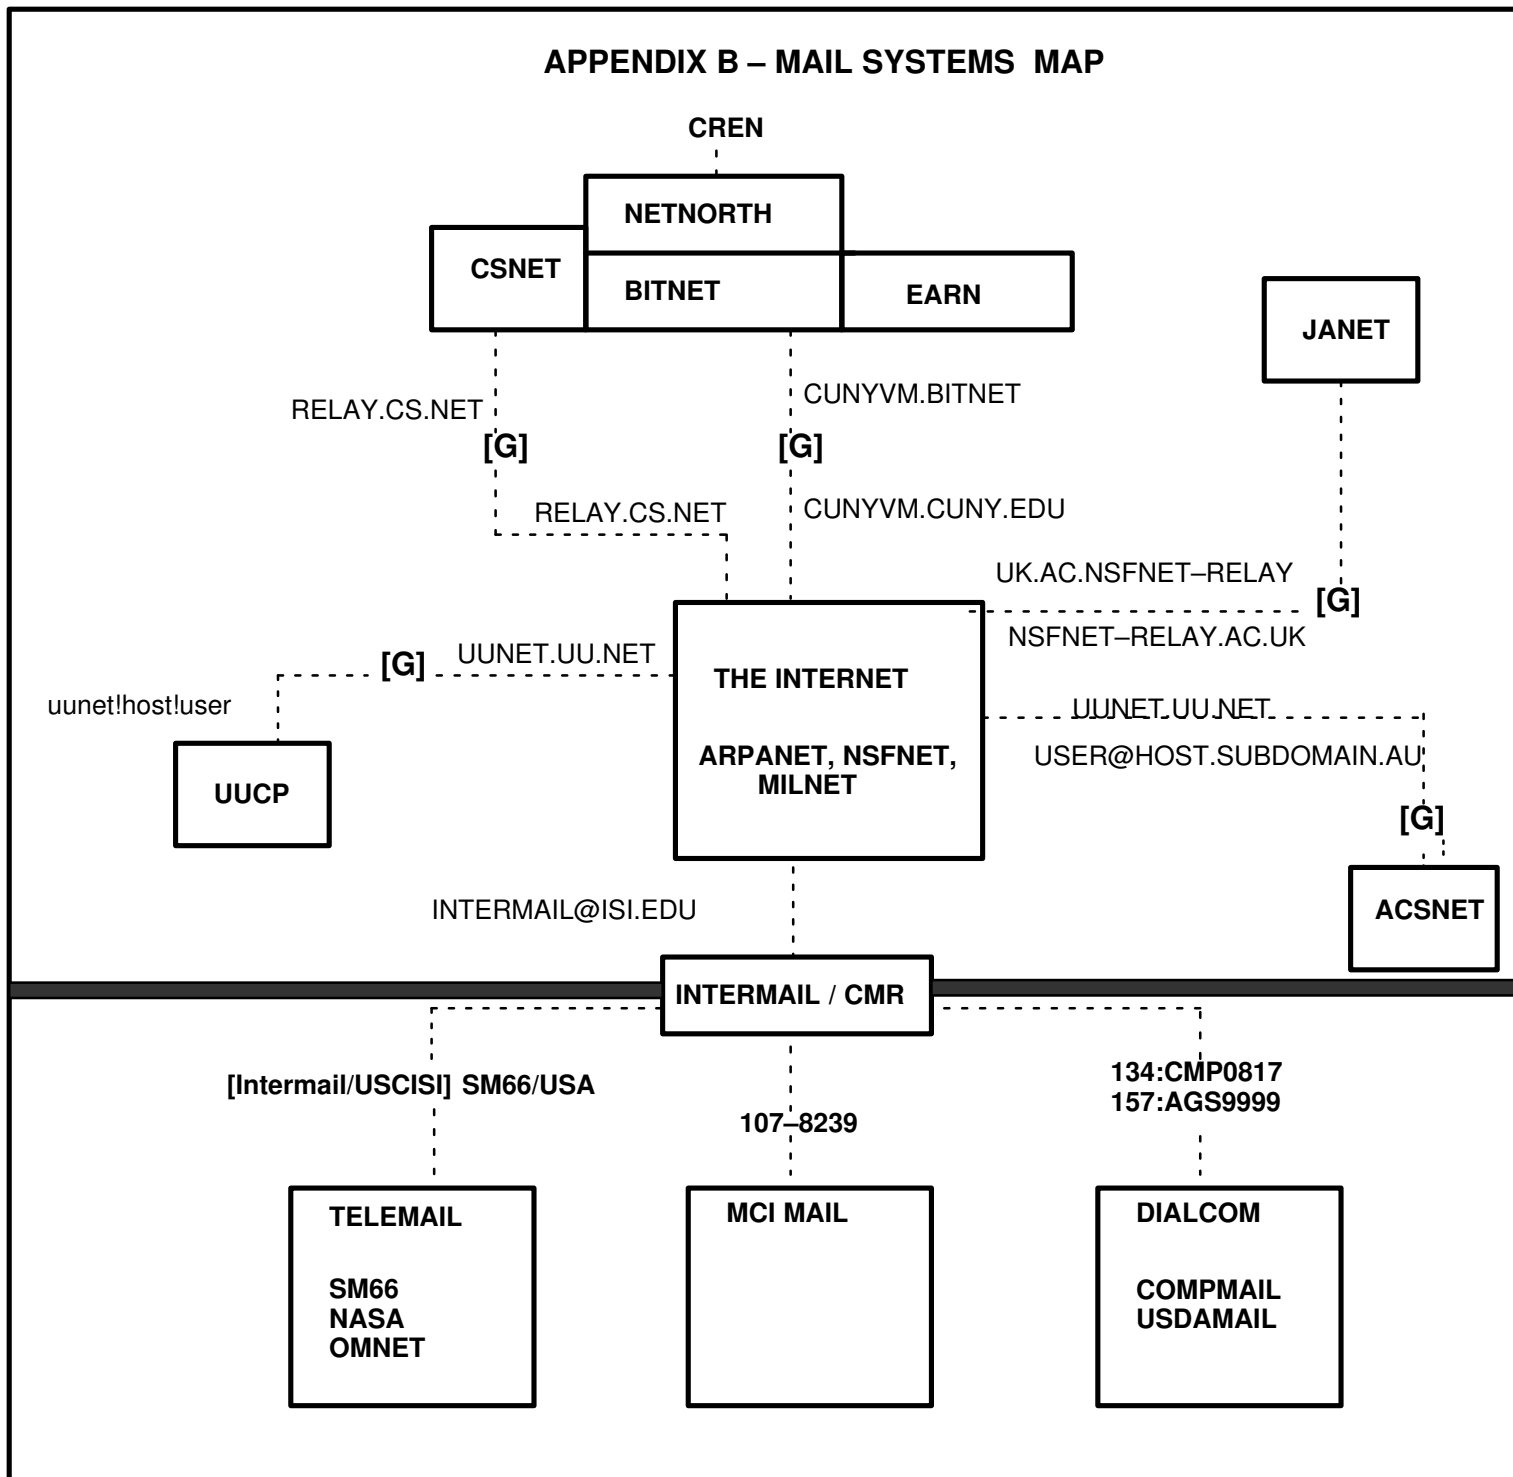 APPENDIX B – MAIL SYSTEMS MAP
CREN
NETNORTH
CSNET
BITNET
EARN
JANET
RELAY.CS.NET
CUNYVM.BITNET
[G]
[G]
RELAY.CS.NET
CUNYVM.CUNY.EDU
UK.AC.NSFNET–RELAY
[G]
NSFNET–RELAY.AC.UK
UUNET.UU.NET
[G]
uunet!host!user
UUCP
THE INTERNET
ARPANET, NSFNET,
MILNET
UUNET.UU.NET
USER@HOST.SUBDOMAIN.AU
[G]
ACSNET
INTERMAIL@ISI.EDU
INTERMAIL / CMR
[Intermail/USCISI] SM66/USA
107–8239
134:CMP0817
157:AGS9999
TELEMAIL
SM66
NASA
OMNET
MCI MAIL
DIALCOM
COMPMAIL
USDAMAIL